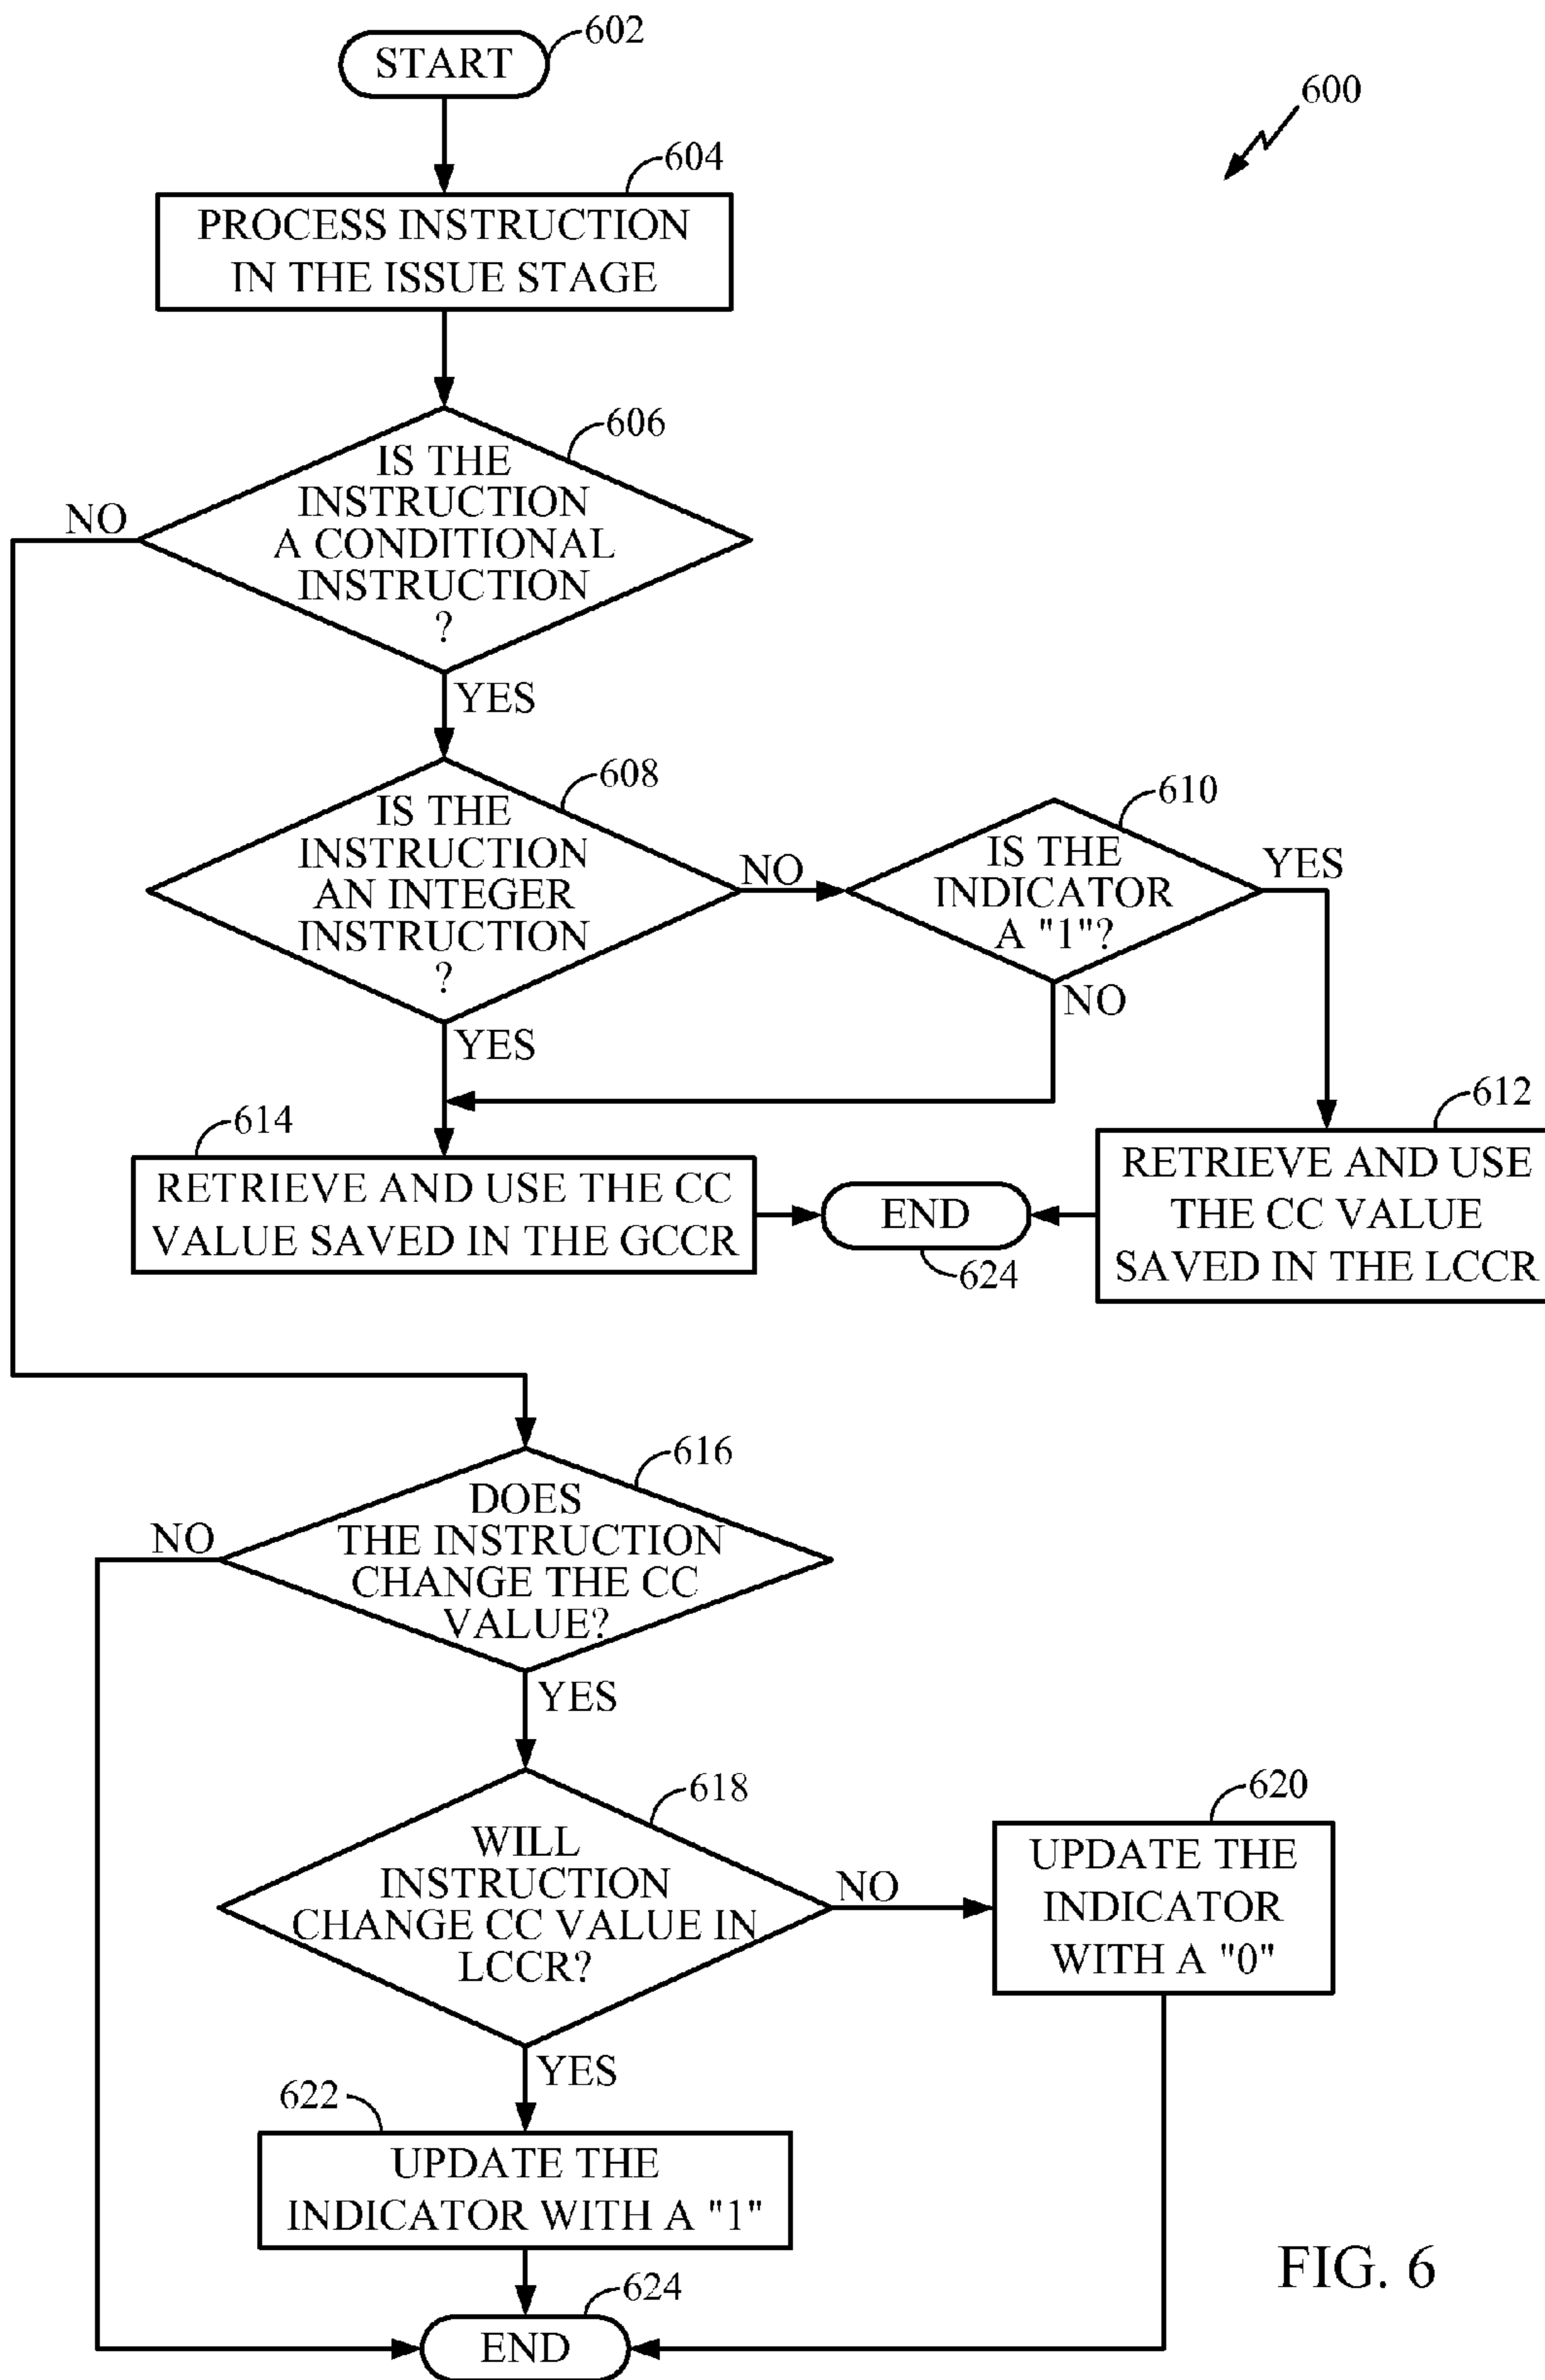 START
602
600
604
PROCESS INSTRUCTION
IN THE ISSUE STAGE
606
IS THE
INSTRUCTION
A CONDITIONAL
INSTRUCTION
?
NO
YES
608
IS THE
INSTRUCTION
AN INTEGER
INSTRUCTION
?
NO
YES
610
IS THE
INDICATOR
A "1"?
YES
NO
614
RETRIEVE AND USE THE CC
VALUE SAVED IN THE GCCR
END
624
612
RETRIEVE AND USE
THE CC VALUE
SAVED IN THE LCCR
616
DOES
THE INSTRUCTION
CHANGE THE CC
VALUE?
NO
YES
618
WILL
INSTRUCTION
CHANGE CC VALUE IN
LCCR?
NO
YES
620
UPDATE THE
INDICATOR
WITH A "0"
622
UPDATE THE
INDICATOR WITH A "1"
624
END
FIG. 6